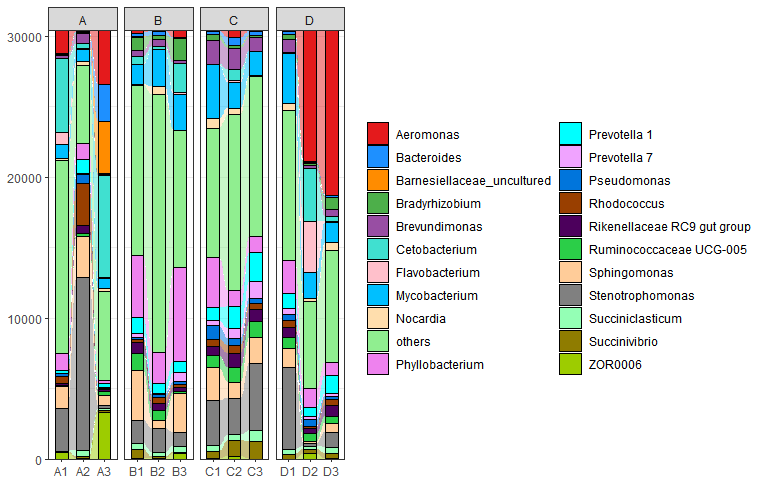 A B C D
30000
20000
10000
0
A1 A2 A3 B1 B2 B3 C1 C2 C3 D1 D2 D3
Aeromonas
Bacteroides
Barnesiellaceae_uncultured
Bradyrhizobium
Brevundimonas
Cetobacterium
Flavobacterium
Mycobacterium
Nocardia
others
Phyllobacterium
Prevotella 1
Prevotella 7
Pseudomonas
Rhodococcus
Rikenellaceae RC9 gut group
Ruminococcaceae UCG-005
Sphingomonas
Stenotrophomonas
Succiniclasticum
Succinivibrio
ZOR0006